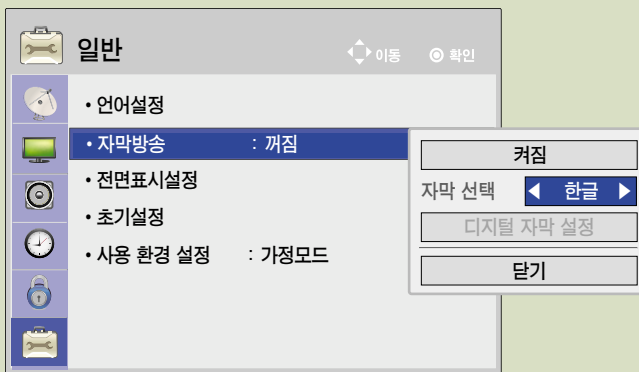 일반
이동 확인
• 언어설정
• 자막방송 : 꺼짐
• 전면표시설정
• 초기설정
• 사용 환경 설정 : 가정모드
켜짐
자막 선택 ◀ 한글 ▶
디지털 자막 설정
닫기